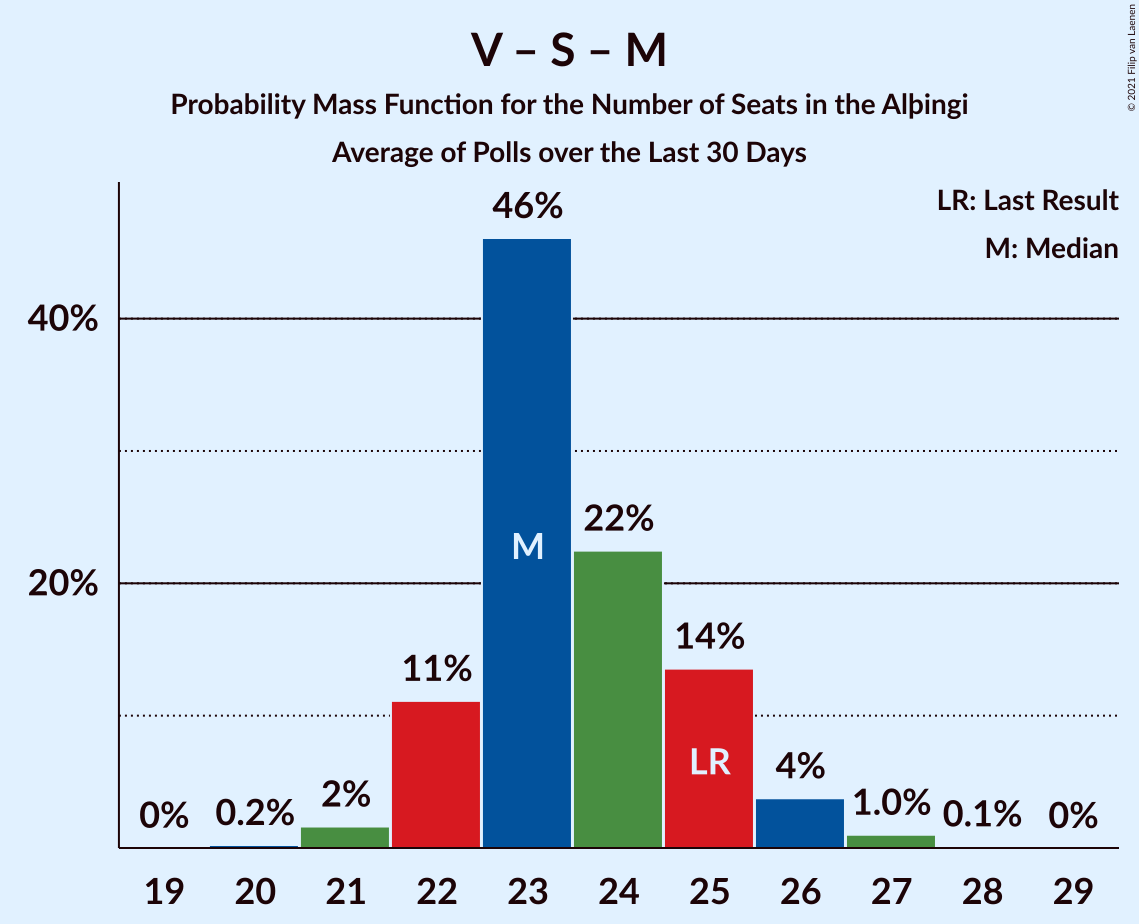 V – S – M
Probability Mass Function for the Number of Seats in the Alþingi
Average of Polls over the Last 30 Days
© 2021 Filip van Laenen
LR: Last Result
M: Median
40%
20%
0%
0.2%
2%
11%
46%
22%
14%
4%
1.0%
0.1%
0%
M
LR
19 20 21 22 23 24 25 26 27 28 29